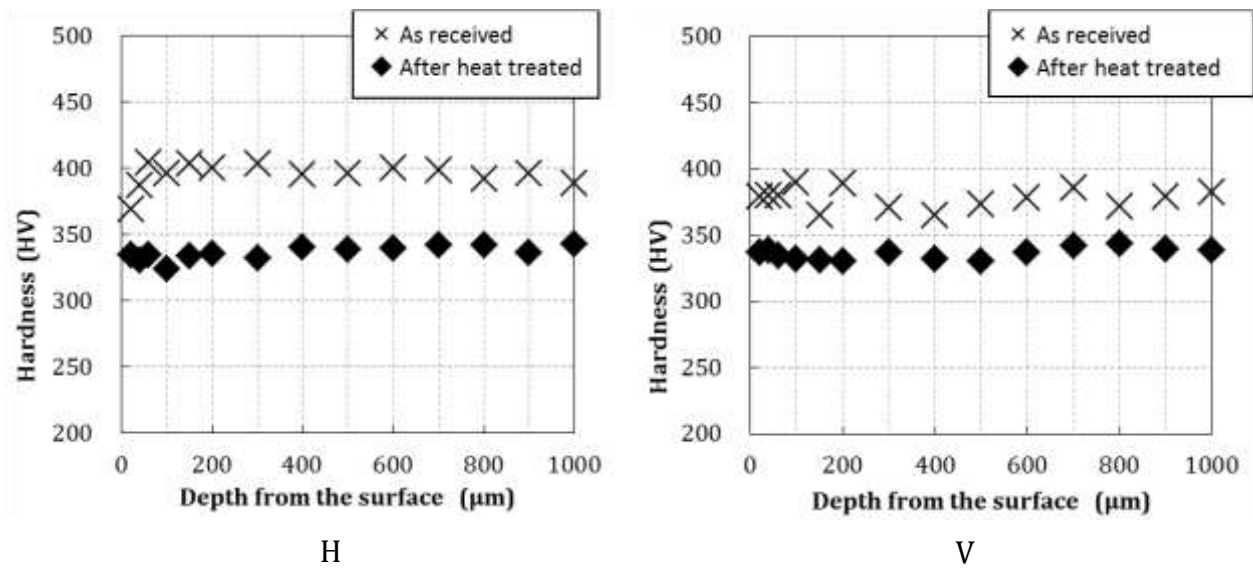 × As received
◆ After heat treated
500
450
400
350
300
250
200
Hardness (HV)
0 200 400 600 800 1000
Depth from the surface (μm)
H
× As received
◆ After heat treated
500
450
400
350
300
250
200
Hardness (HV)
0 200 400 600 800 1000
Depth from the surface (μm)
V